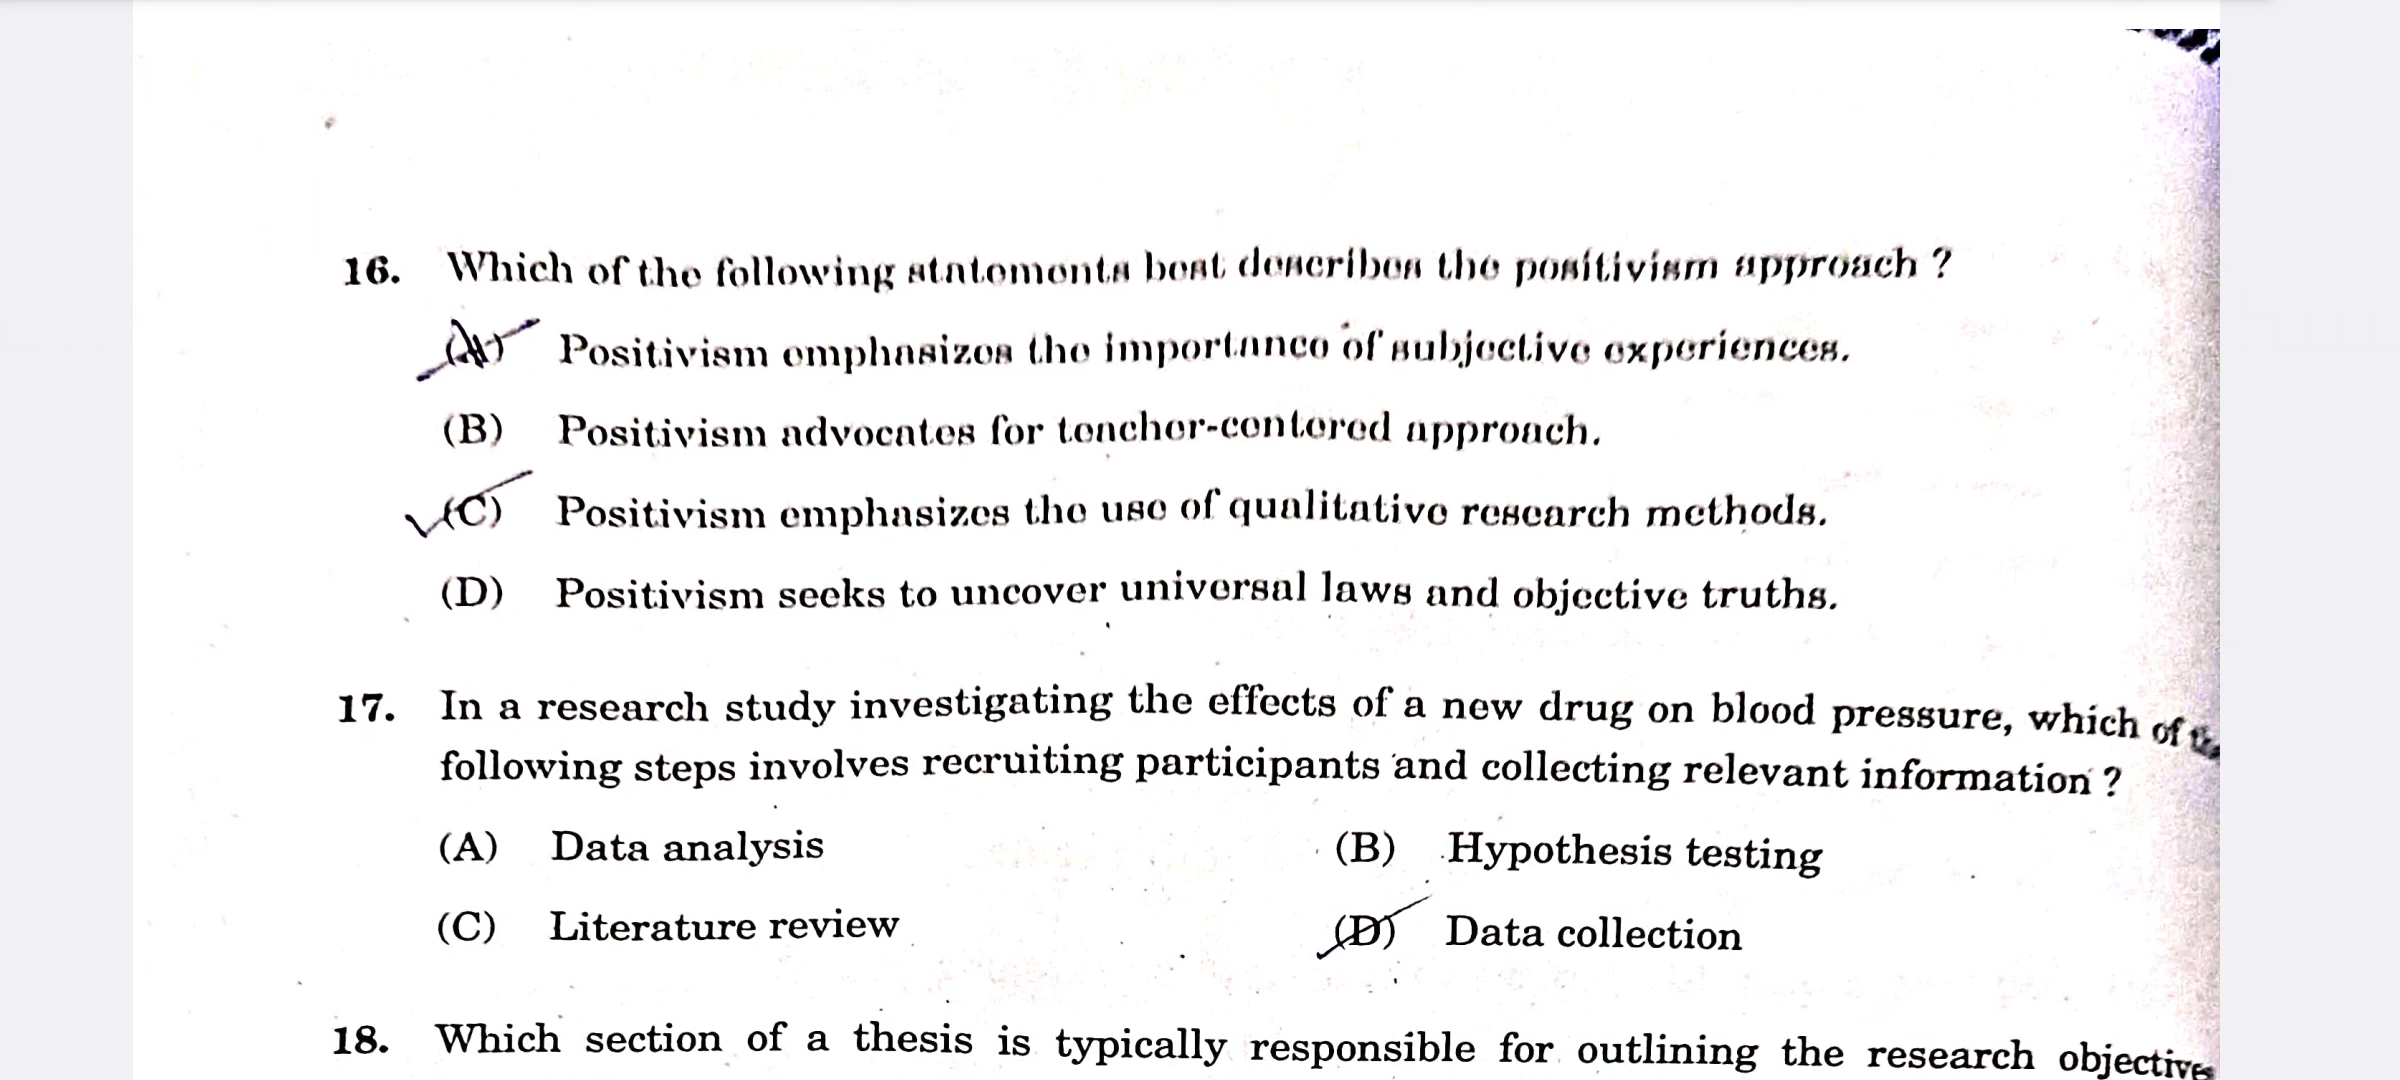 16. Which of the following statements best describes the positivism approach ?
(A) Positivism emphasizes the importance of subjective experiences.
(B) Positivism advocates for teacher-centered approach.
(C) Positivism emphasizes the use of qualitative research methods.
(D) Positivism seeks to uncover universal laws and objective truths.
17. In a research study investigating the effects of a new drug on blood pressure, which of
following steps involves recruiting participants and collecting relevant information ?
(A) Data analysis (B) Hypothesis testing
(C) Literature review (D) Data collection
18. Which section of a thesis is typically responsible for outlining the research objectives